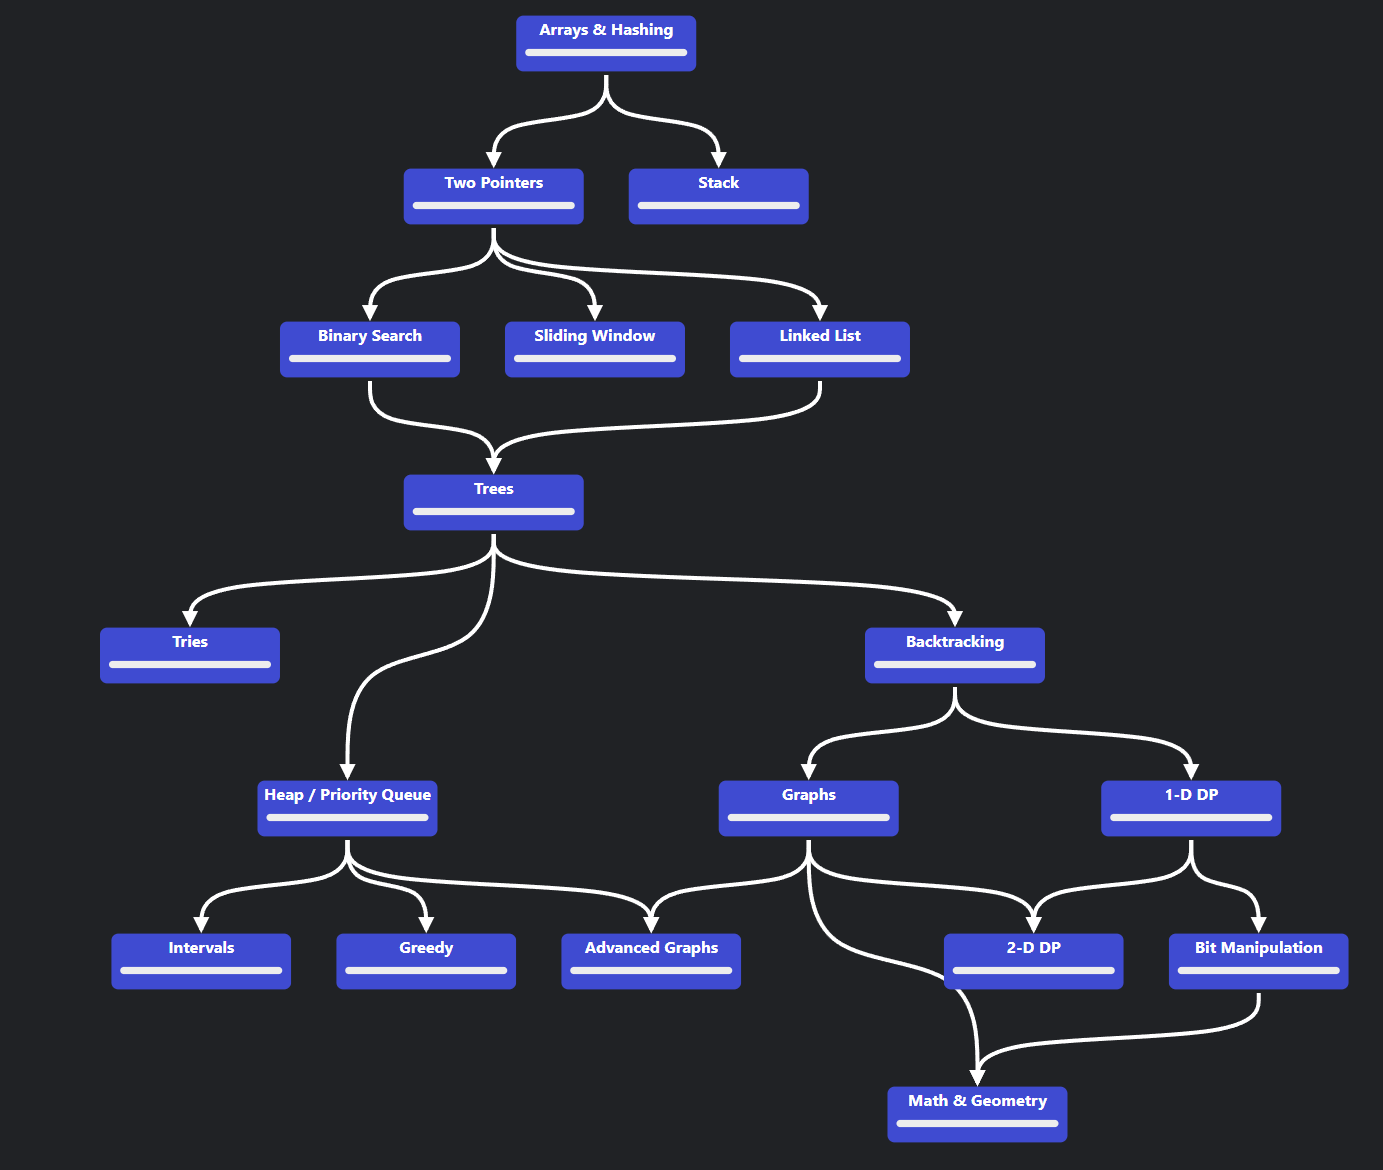 Arrays & Hashing
Two Pointers
Stack
Binary Search
Sliding Window
Linked List
Trees
Tries
Backtracking
Heap / Priority Queue
Graphs
1-D DP
Intervals
Greedy
Advanced Graphs
2-D DP
Bit Manipulation
Math & Geometry